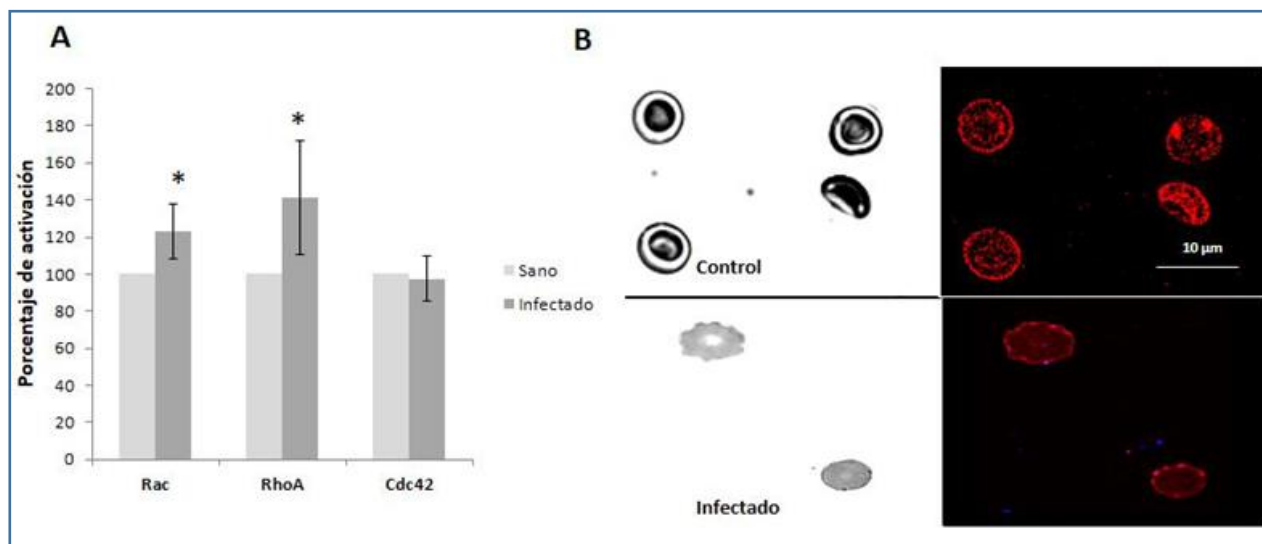 A
Porcentaje de activación
200
180
160
140
120
100
80
60
40
20
0
*
*
Rac
RhoA
Cdc42
Sano
Infectado
B
Control
10 µm
Infectado